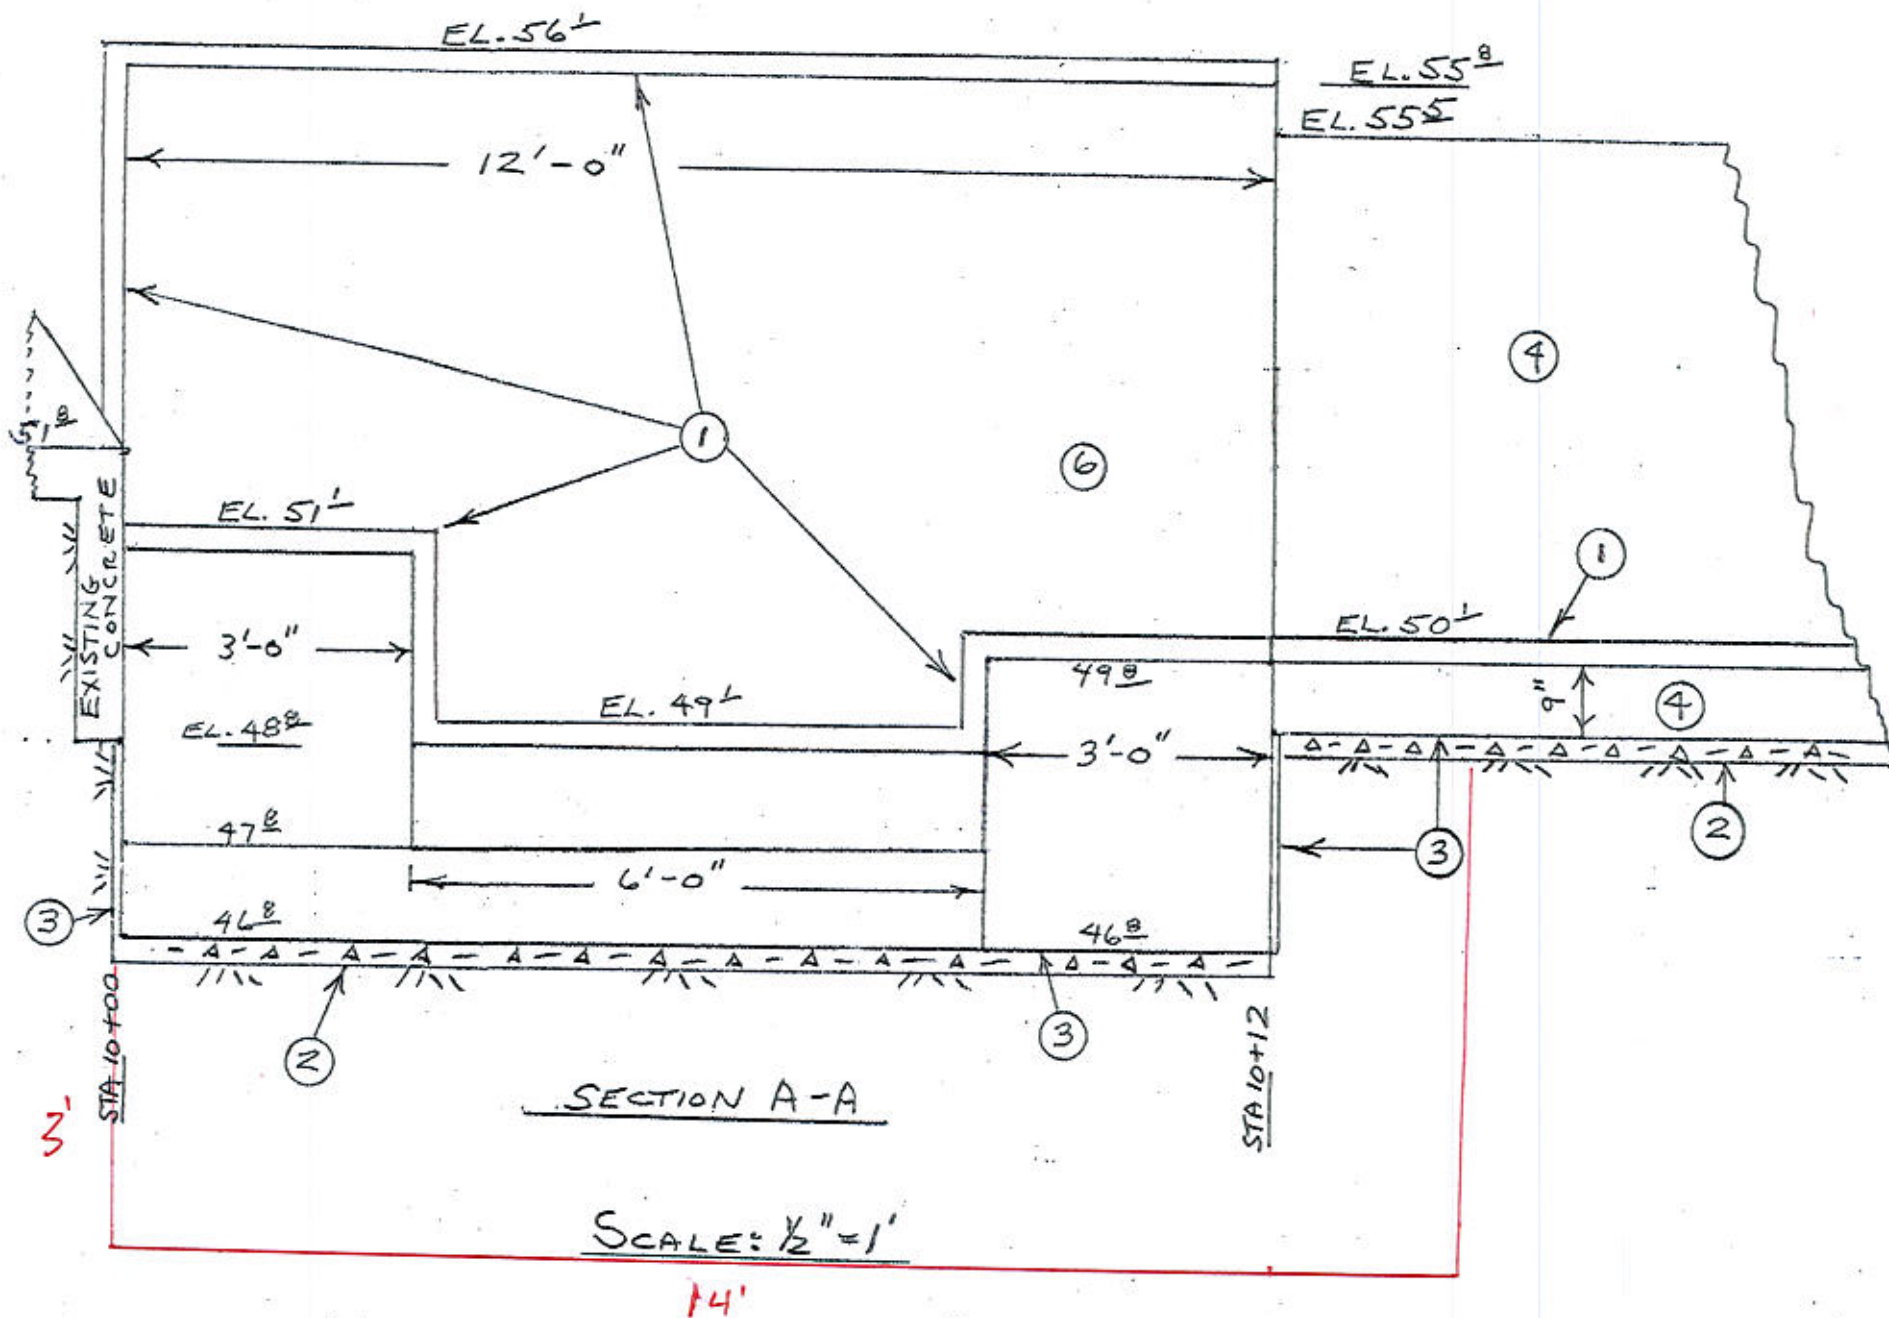 EL. 56¹
EL. 55⁸
EL. 55⁵
12'-0"
4
51⁸
1
6
EL. 51¹
EXISTING
CONCRETE
1
EL. 50¹
3'-0"
49⁸
9"
4
EL. 49¹
EL. 48⁸
3'-0"
47⁸
2
3
6'-0"
3
46⁸
46⁸
STA 10+00
2
3
STA 10+12
SECTION A-A
3'
SCALE: ½" = 1'
14'